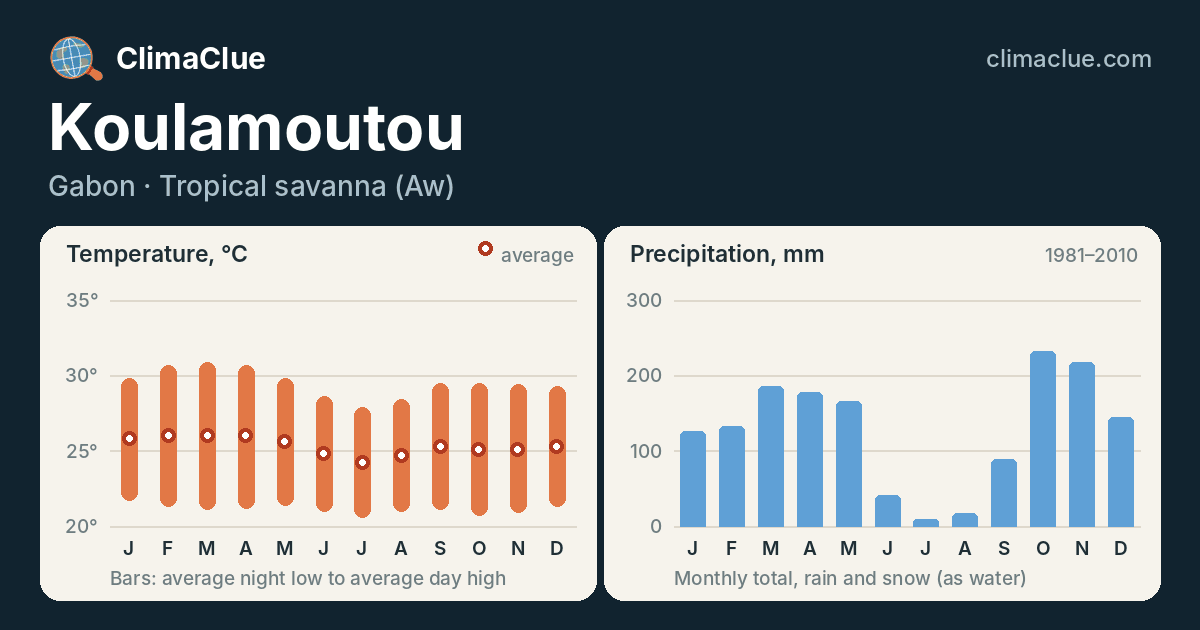 ClimaClue
climaclue.com
Koulamoutou
Gabon · Tropical savanna (Aw)
Temperature, °C
average
35°
30°
25°
20°
J F M A M J J A S O N D
Bars: average night low to average day high
Precipitation, mm
1981–2010
300
200
100
0
J F M A M J J A S O N D
Monthly total, rain and snow (as water)